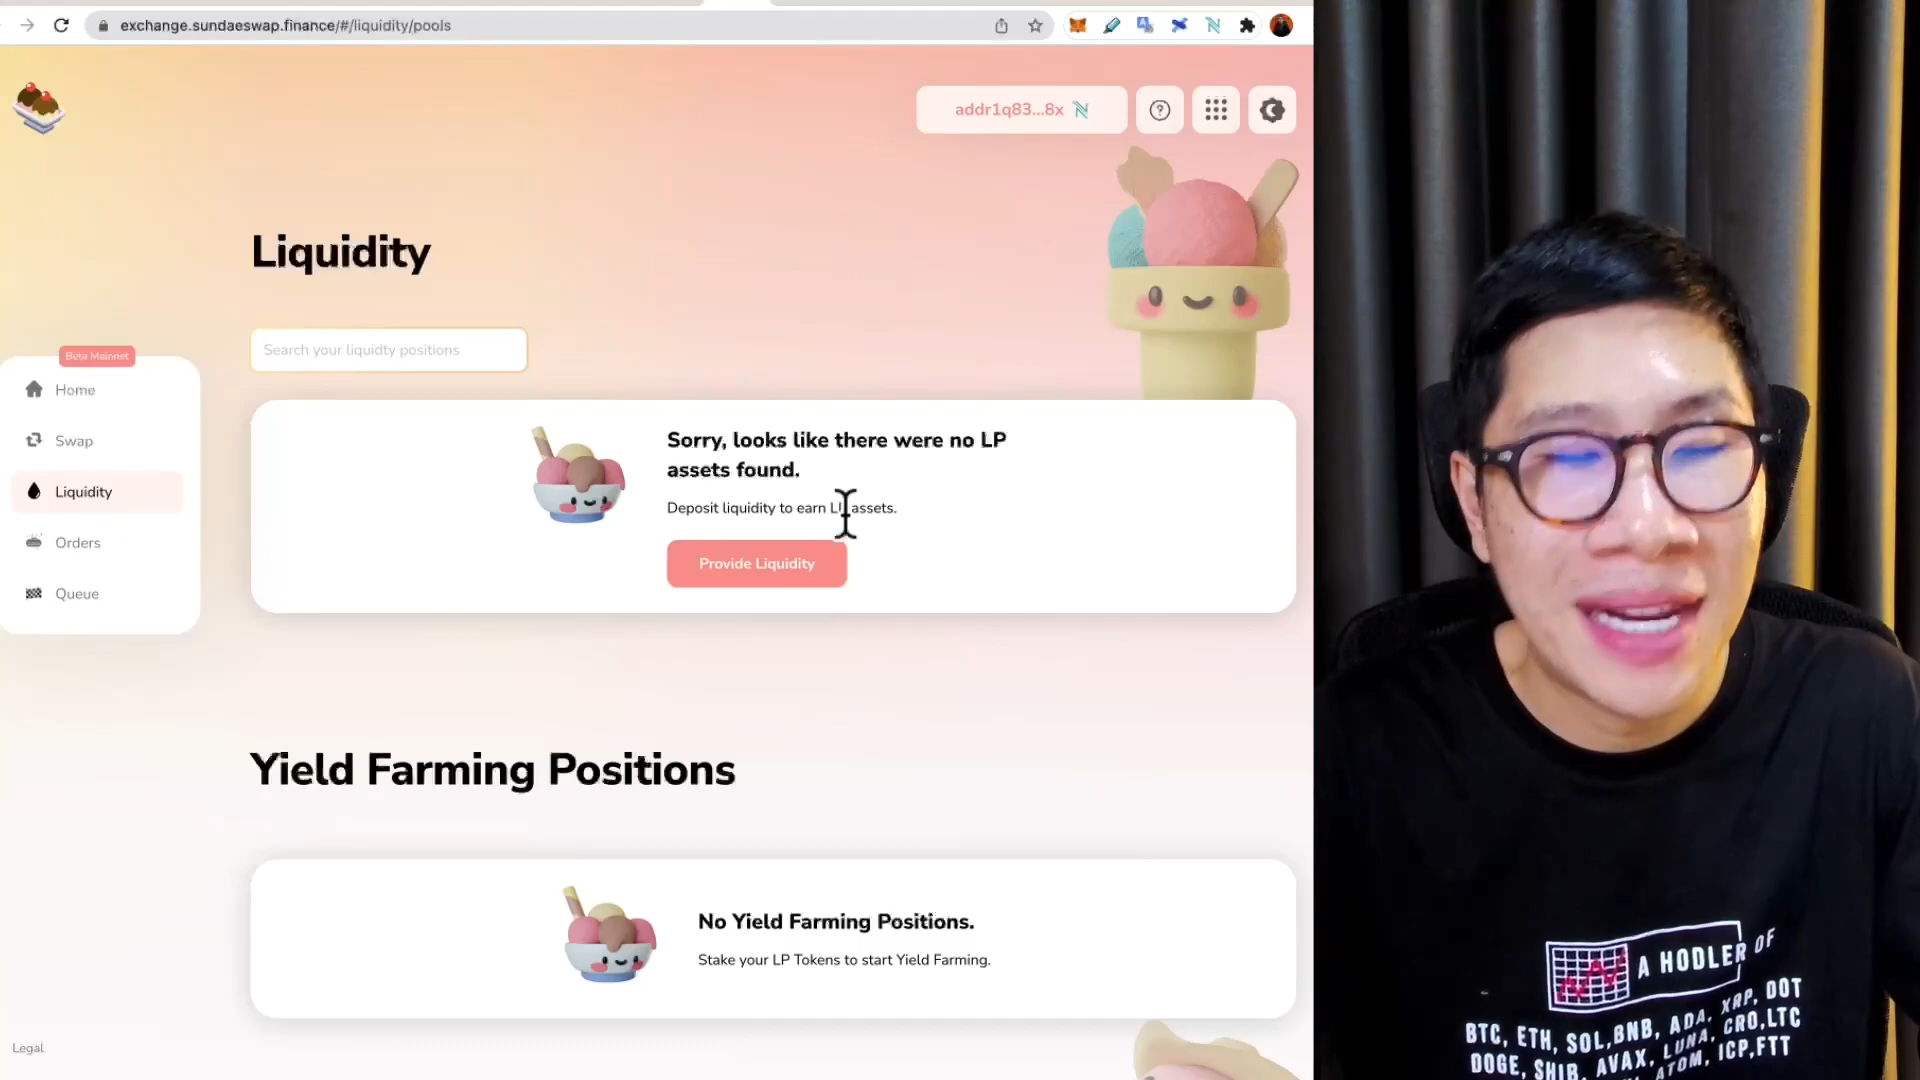 exchange.sundaeswap.finance/#/liquidity/pools
addr1q83...8x
Liquidity
Search your liquidty positions
Beta Mainnet
Home
Swap
Liquidity
Orders
Queue
Sorry, looks like there were no LP
assets found.
Deposit liquidity to earn LP assets.
Provide Liquidity
Yield Farming Positions
No Yield Farming Positions.
Stake your LP Tokens to start Yield Farming.
Legal
A HODLER OF
BTC, ETH, SOL,BNB, ADA, XRP, DOT
DOGE, SHIB, AVAX, LUNA, CRO,LTC
ATOM, ICP,FTT